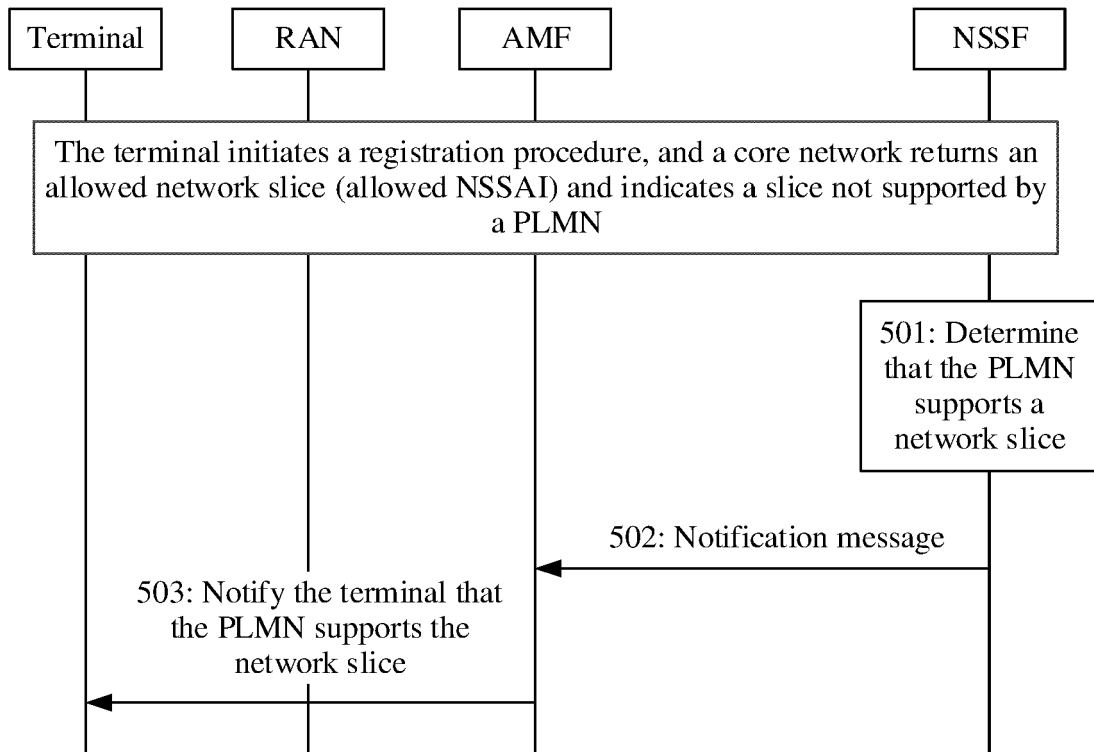 Terminal
RAN
AMF
NSSF
The terminal initiates a registration procedure, and a core network returns an
allowed network slice (allowed NSSAI) and indicates a slice not supported by
a PLMN
501: Determine
that the PLMN
supports a
network slice
502: Notification message
503: Notify the terminal that
the PLMN supports the
network slice